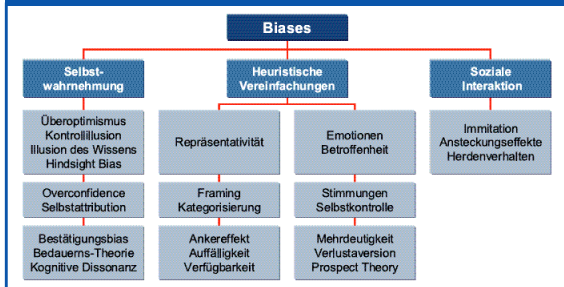 Biases
Selbst-
wahrnehmung
Heuristische
Vereinfachungen
Soziale
Interaktion
Überoptimismus
Kontrollillusion
Illusion des Wissens
Hindsight Bias
Repräsentativität
Emotionen
Betroffenheit
Immitation
Ansteckungseffekte
Herdenverhalten
Overconfidence
Selbstattribution
Framing
Kategorisierung
Stimmungen
Selbstkontrolle
Bestätigungsbias
Bedauerns-Theorie
Kognitive Dissonanz
Ankereffekt
Auffälligkeit
Verfügbarkeit
Mehrdeutigkeit
Verlustaversion
Prospect Theory